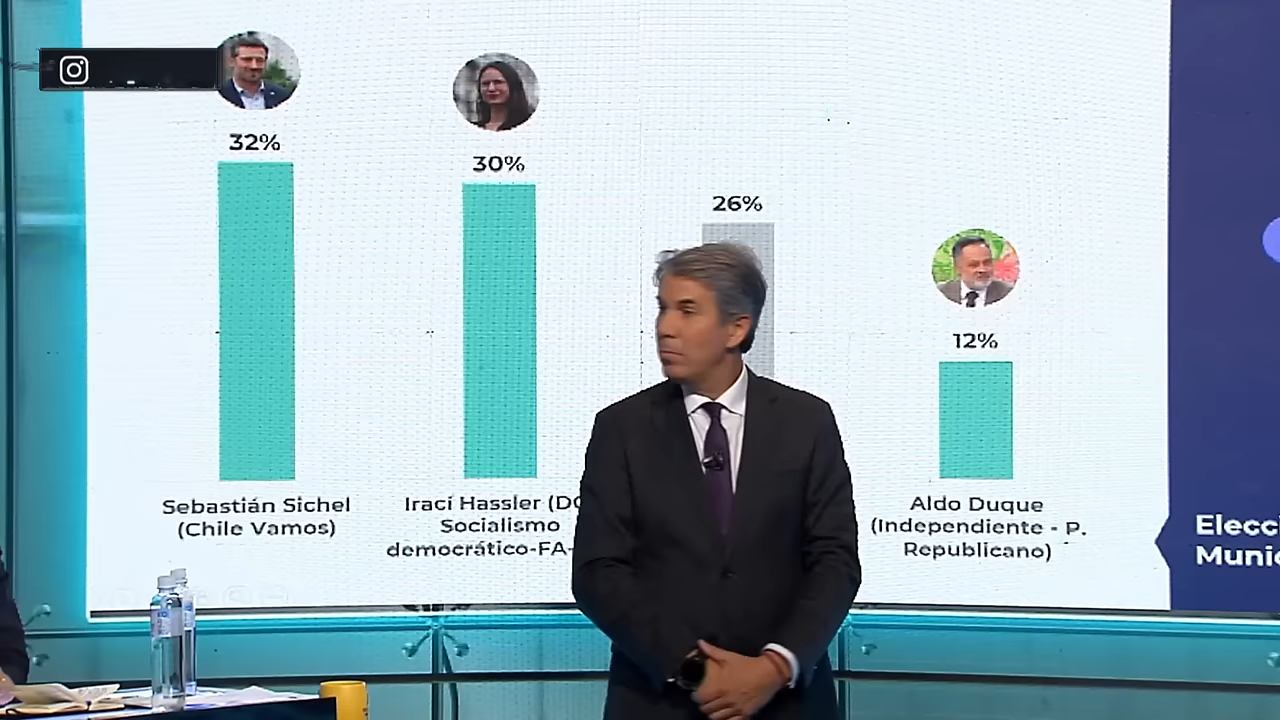 32%
30%
26%
12%
Sebastián Sichel
(Chile Vamos)
Irací Hassler (DC
Socialismo
democrático-FA-
Aldo Duque
(Independiente - P.
Republicano)
Elecc
Munic